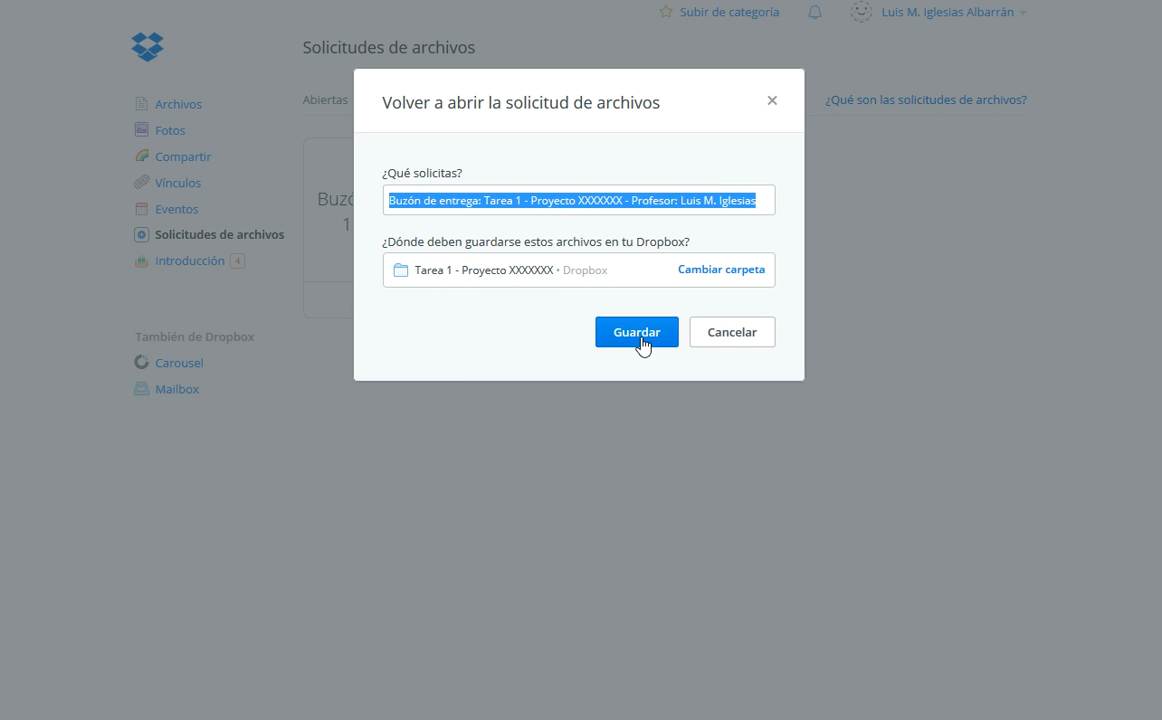 Subir de categoría
Luis M. Iglesias Albarrán
Solicitudes de archivos
Archivos
Fotos
Compartir
Vínculos
Eventos
Solicitudes de archivos
Introducción 4
También de Dropbox
Carousel
Mailbox
Abiertas
¿Qué son las solicitudes de archivos?
1
Volver a abrir la solicitud de archivos
¿Qué solicitas?
Buzón de entrega: Tarea 1 - Proyecto XXXXXXX - Profesor: Luis M. Iglesias
¿Dónde deben guardarse estos archivos en tu Dropbox?
Tarea 1 - Proyecto XXXXXXX • Dropbox
Cambiar carpeta
Guardar
Cancelar